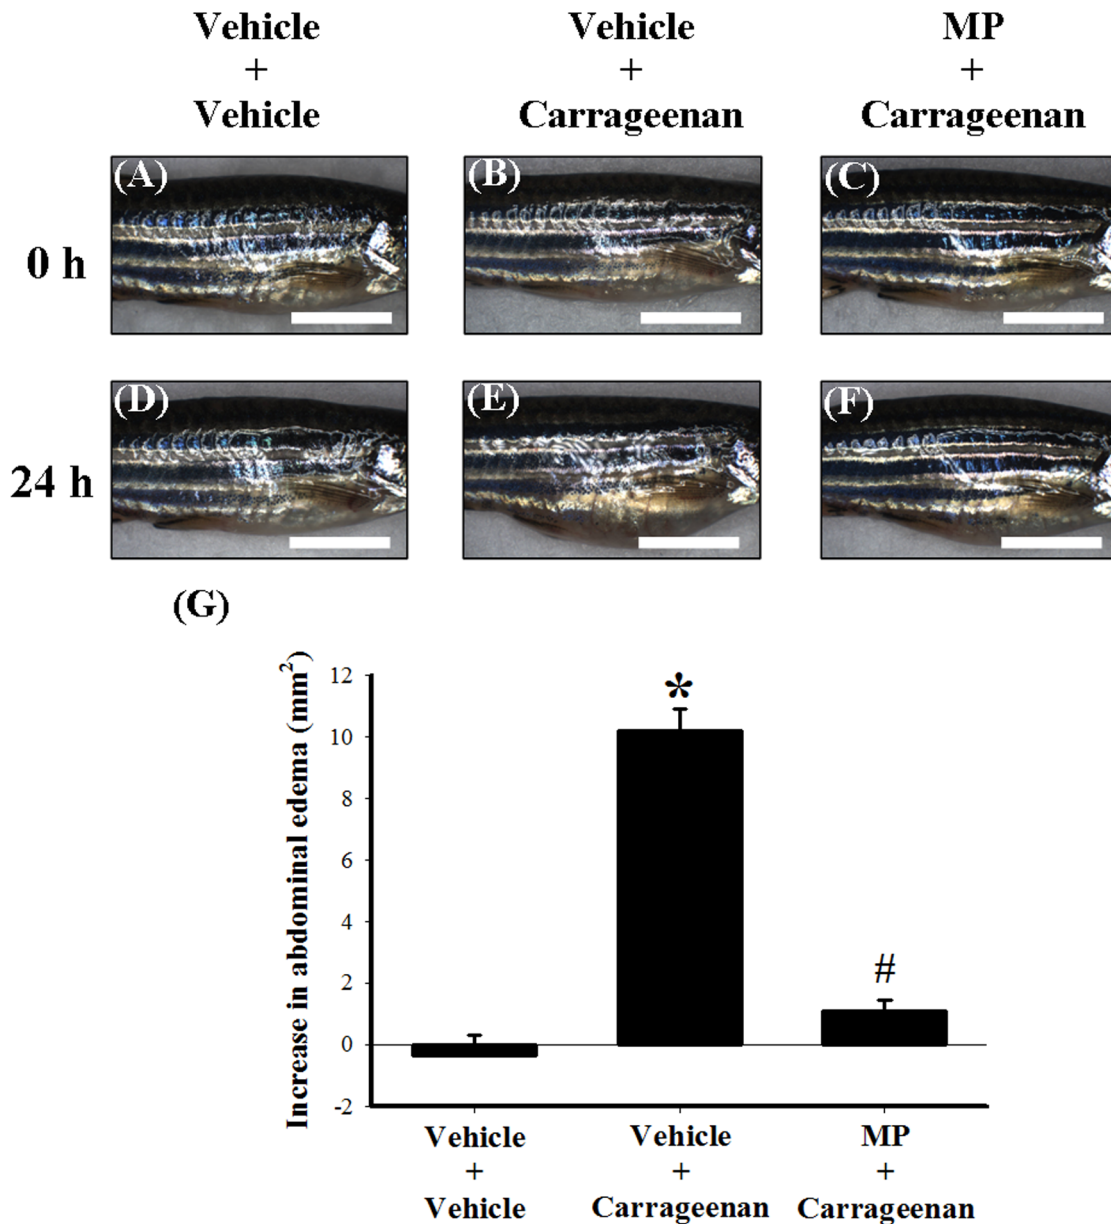 Vehicle
+
Vehicle
Vehicle
+
Carrageenan
MP
+
Carrageenan
0 h
(A)
(B)
(C)
24 h
(D)
(E)
(F)
(G)
Increase in abdominal edema (mm²)
12
10
8
6
4
2
0
-2
*
#
Vehicle
+
Vehicle
Vehicle
+
Carrageenan
MP
+
Carrageenan